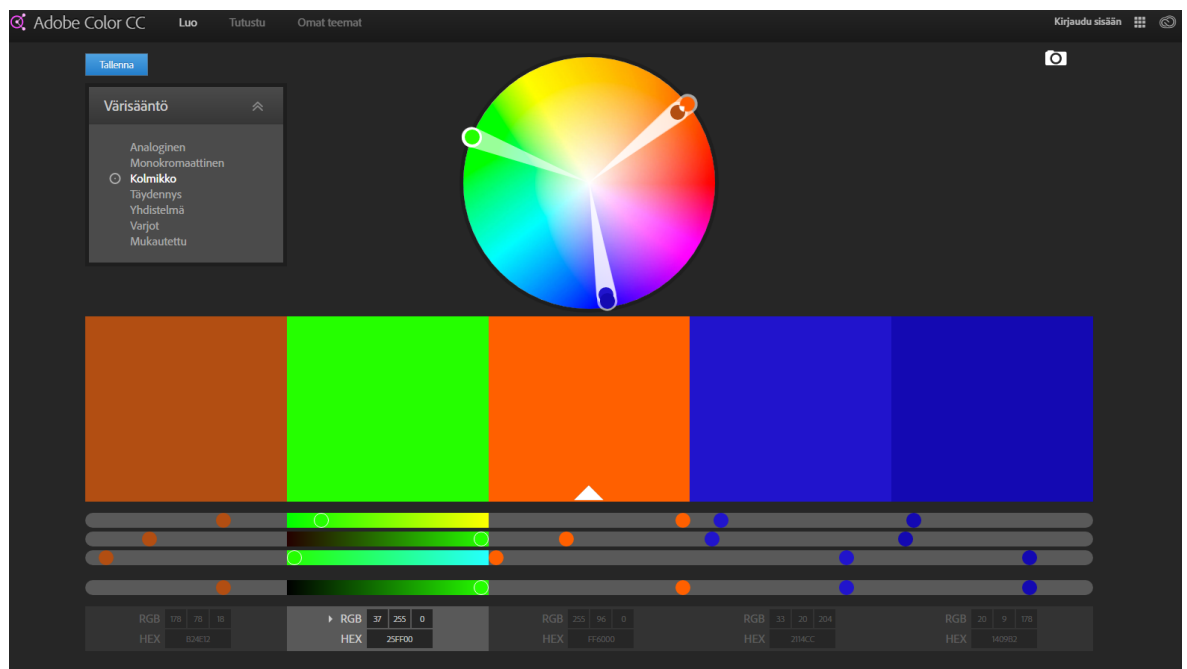 Adobe Color CC Luo Tutustu Omat teemat Kirjaudu sisään
Tallenna
Värisääntö
Analoginen
Monokromaattinen
Kolmikko
Täydennys
Yhdistelmä
Varjot
Mukautettu
RGB 178 78 18 RGB 37 255 0 RGB 255 96 0 RGB 33 20 204 RGB 20 9 178
HEX B24E12 HEX 25FF00 HEX FF6000 HEX 2114CC HEX 1409B2